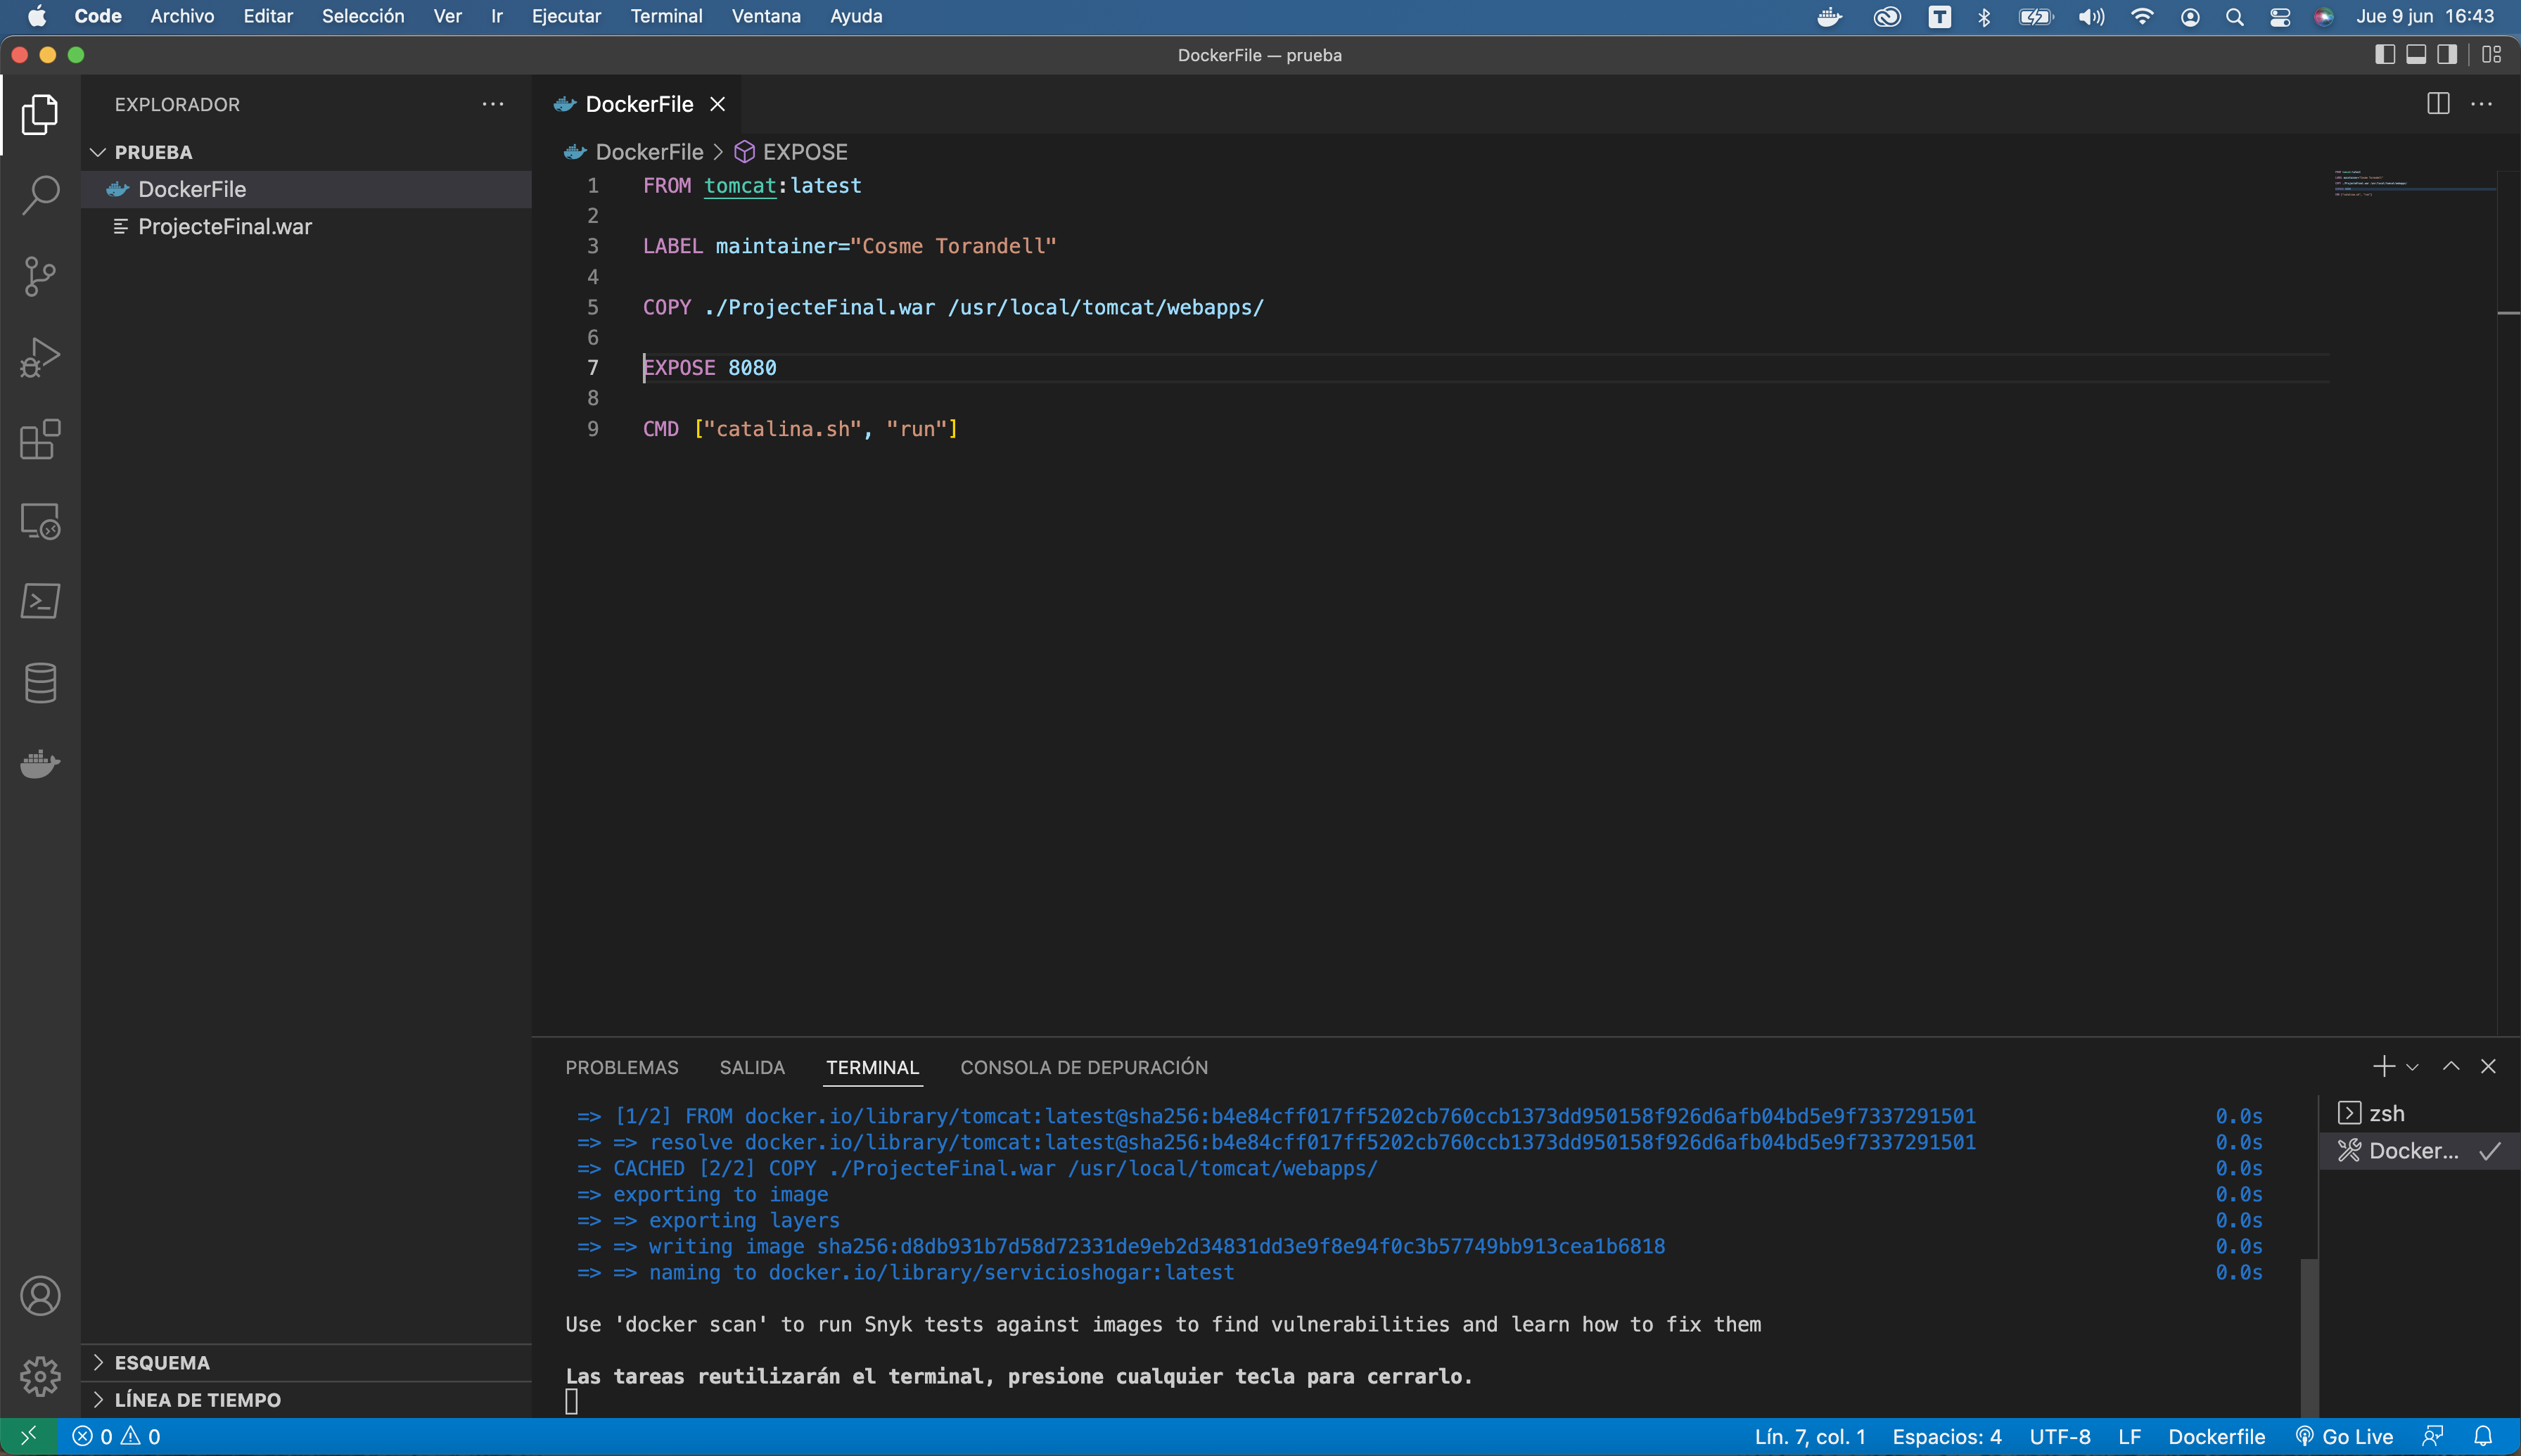 Code Archivo Editar Selección Ver Ir Ejecutar Terminal Ventana Ayuda
Jue 9 jun 16:43
DockerFile — prueba
EXPLORADOR
PRUEBA
DockerFile
ProjecteFinal.war
ESQUEMA
LÍNEA DE TIEMPO
DockerFile
DockerFile > EXPOSE
1 FROM tomcat:latest
2
3 LABEL maintainer="Cosme Torandell"
4
5 COPY ./ProjecteFinal.war /usr/local/tomcat/webapps/
6
7 EXPOSE 8080
8
9 CMD ["catalina.sh", "run"]
PROBLEMAS SALIDA TERMINAL CONSOLA DE DEPURACIÓN
=> [1/2] FROM docker.io/library/tomcat:latest@sha256:b4e84cff017ff5202cb760ccb1373dd950158f926d6afb04bd5e9f7337291501 0.0s
=> => resolve docker.io/library/tomcat:latest@sha256:b4e84cff017ff5202cb760ccb1373dd950158f926d6afb04bd5e9f7337291501 0.0s
=> CACHED [2/2] COPY ./ProjecteFinal.war /usr/local/tomcat/webapps/ 0.0s
=> exporting to image 0.0s
=> => exporting layers 0.0s
=> => writing image sha256:d8db931b7d58d72331de9eb2d34831dd3e9f8e94f0c3b57749bb913cea1b6818 0.0s
=> => naming to docker.io/library/servicioshogar:latest 0.0s
Use 'docker scan' to run Snyk tests against images to find vulnerabilities and learn how to fix them
Las tareas reutilizarán el terminal, presione cualquier tecla para cerrarlo.
zsh
Docker...
0 0
Lín. 7, col. 1 Espacios: 4 UTF-8 LF Dockerfile Go Live